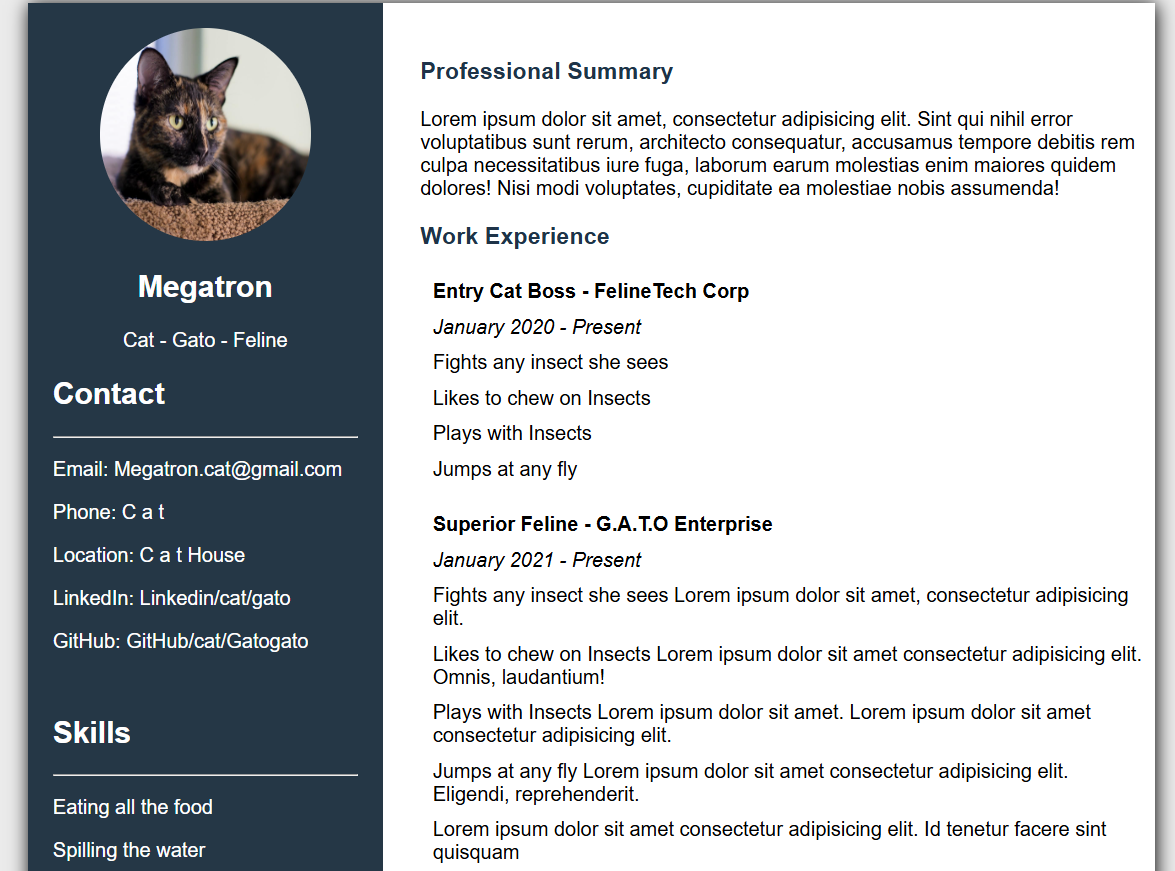 Megatron
Cat - Gato - Feline
Contact
Email: Megatron.cat@gmail.com
Phone: C a t
Location: C a t House
LinkedIn: Linkedin/cat/gato
GitHub: GitHub/cat/Gatogato
Skills
Eating all the food
Spilling the water
Professional Summary
Lorem ipsum dolor sit amet, consectetur adipisicing elit. Sint qui nihil error
voluptatibus sunt rerum, architecto consequatur, accusamus tempore debitis rem
culpa necessitatibus iure fuga, laborum earum molestias enim maiores quidem
dolores! Nisi modi voluptates, cupiditate ea molestiae nobis assumenda!
Work Experience
Entry Cat Boss - FelineTech Corp
January 2020 - Present
Fights any insect she sees
Likes to chew on Insects
Plays with Insects
Jumps at any fly
Superior Feline - G.A.T.O Enterprise
January 2021 - Present
Fights any insect she sees Lorem ipsum dolor sit amet, consectetur adipisicing
elit.
Likes to chew on Insects Lorem ipsum dolor sit amet consectetur adipisicing elit.
Omnis, laudantium!
Plays with Insects Lorem ipsum dolor sit amet. Lorem ipsum dolor sit amet
consectetur adipisicing elit.
Jumps at any fly Lorem ipsum dolor sit amet consectetur adipisicing elit.
Eligendi, reprehenderit.
Lorem ipsum dolor sit amet consectetur adipisicing elit. Id tenetur facere sint
quisquam